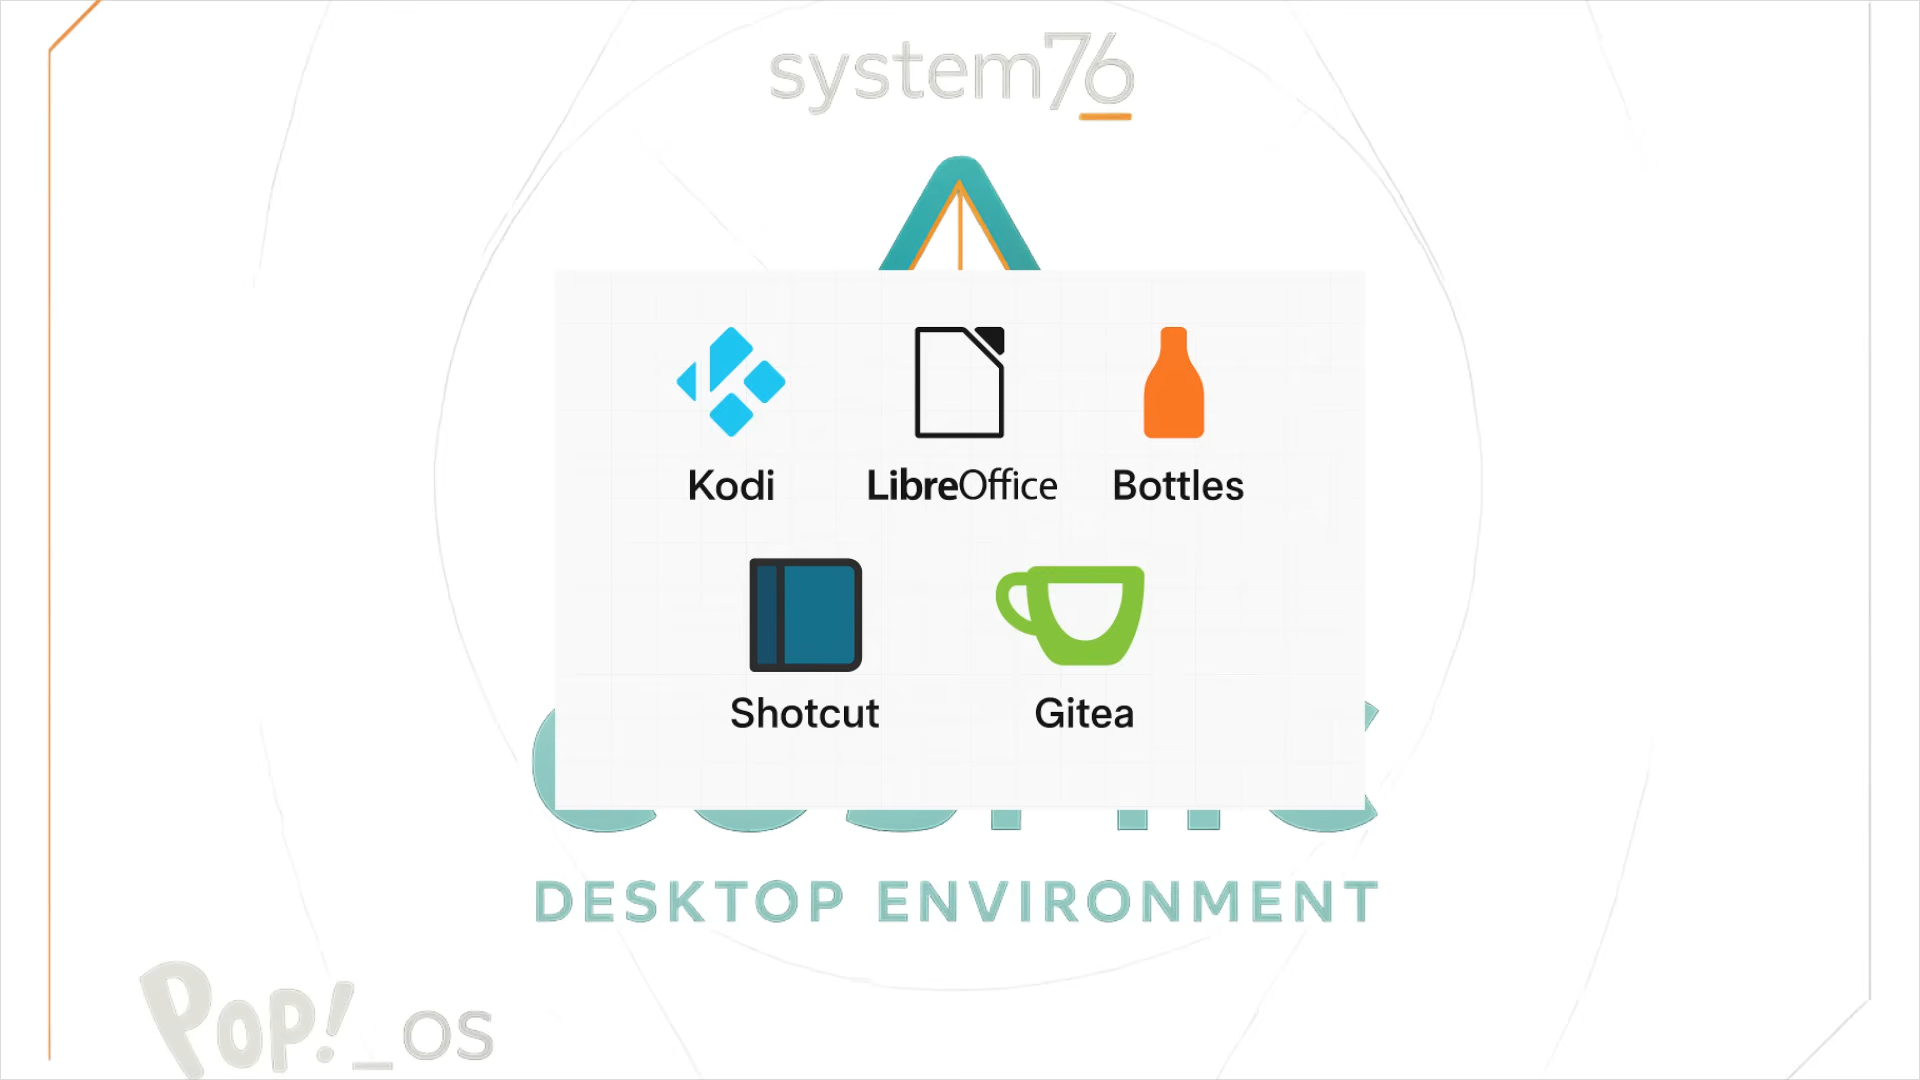 system76
Kodi
LibreOffice
Bottles
Shotcut
Gitea
DESKTOP ENVIRONMENT
POP!_OS